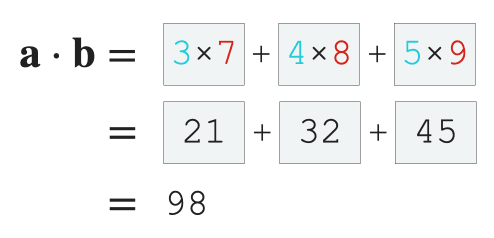 a · b = 3×7 + 4×8 + 5×9
= 21 + 32 + 45
= 98